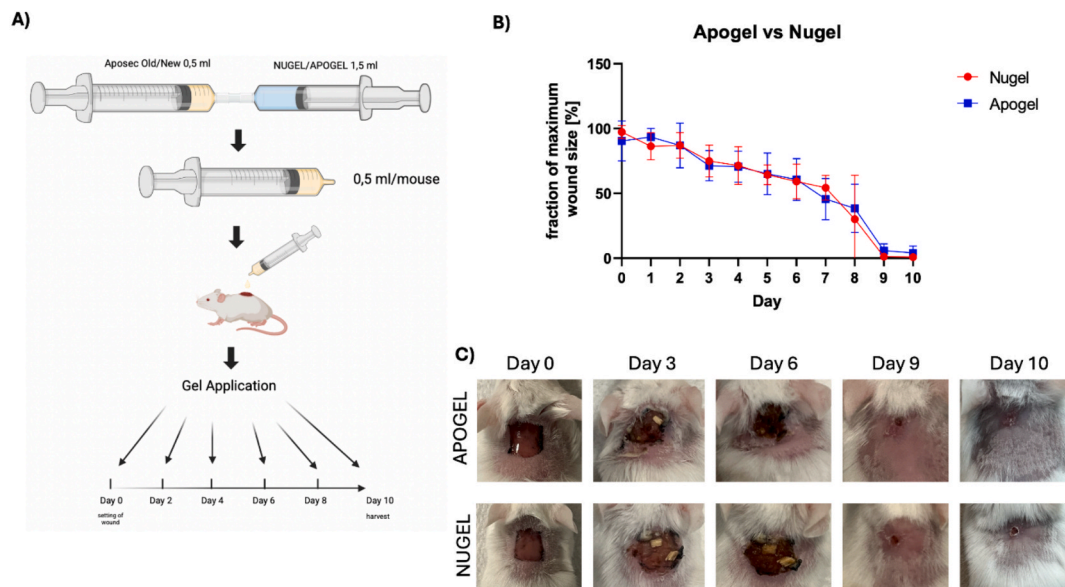 A)
Aposec Old/New 0,5 ml
NUGEL/APOGEL 1,5 ml
0,5 ml/mouse
Gel Application
Day 0
Day 2
Day 4
Day 6
Day 8
Day 10
setting of
wound
harvest
B)
Apogel vs Nugel
fraction of maximum
wound size [%]
150
100
50
0
0 1 2 3 4 5 6 7 8 9 10
Day
Nugel
Apogel
C)
Day 0
Day 3
Day 6
Day 9
Day 10
APOGEL
NUGEL